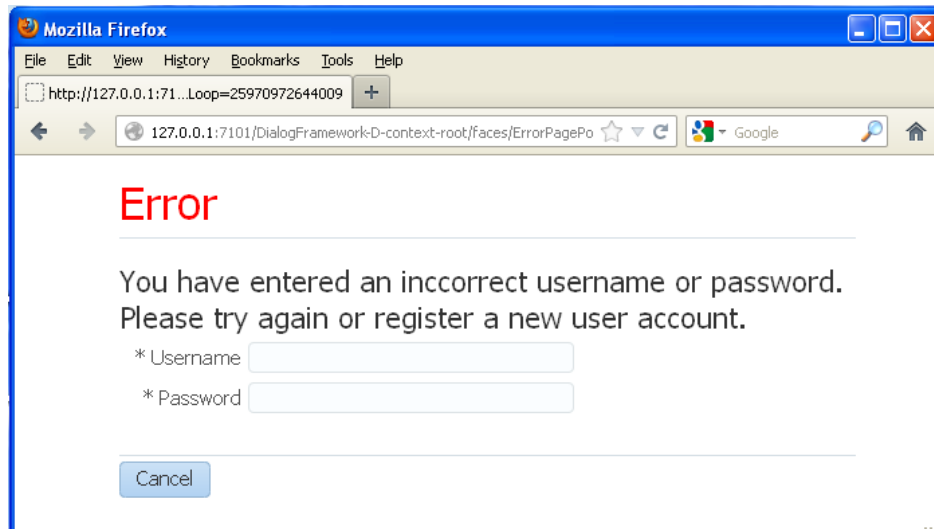 Mozilla Firefox
File Edit View History Bookmarks Tools Help
http://127.0.0.1:71...Loop=25970972644009 +
127.0.0.1:7101/DialogFramework-D-context-root/faces/ErrorPagePo Google
Error
You have entered an inccorrect username or password.
Please try again or register a new user account.
* Username
* Password
Cancel